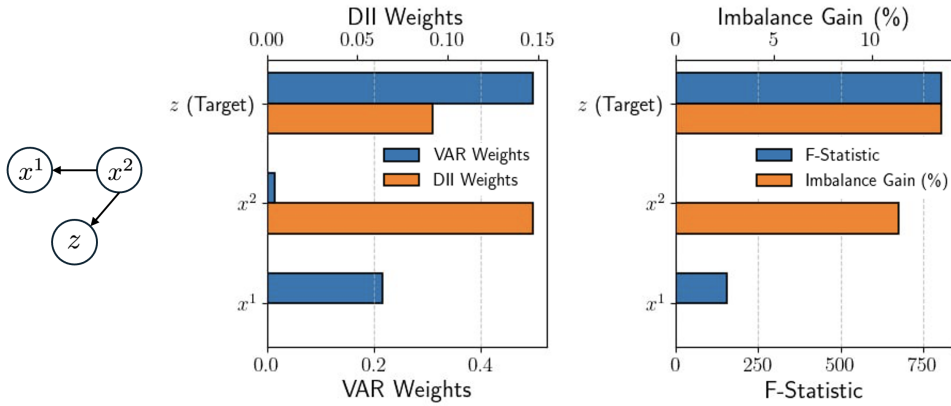 x¹
x²
z
DII Weights
0.00 0.05 0.10 0.15
z (Target)
x²
x¹
VAR Weights
DII Weights
0.0 0.2 0.4
VAR Weights
Imbalance Gain (%)
0 5 10
z (Target)
x²
x¹
F-Statistic
Imbalance Gain (%)
0 250 500 750
F-Statistic